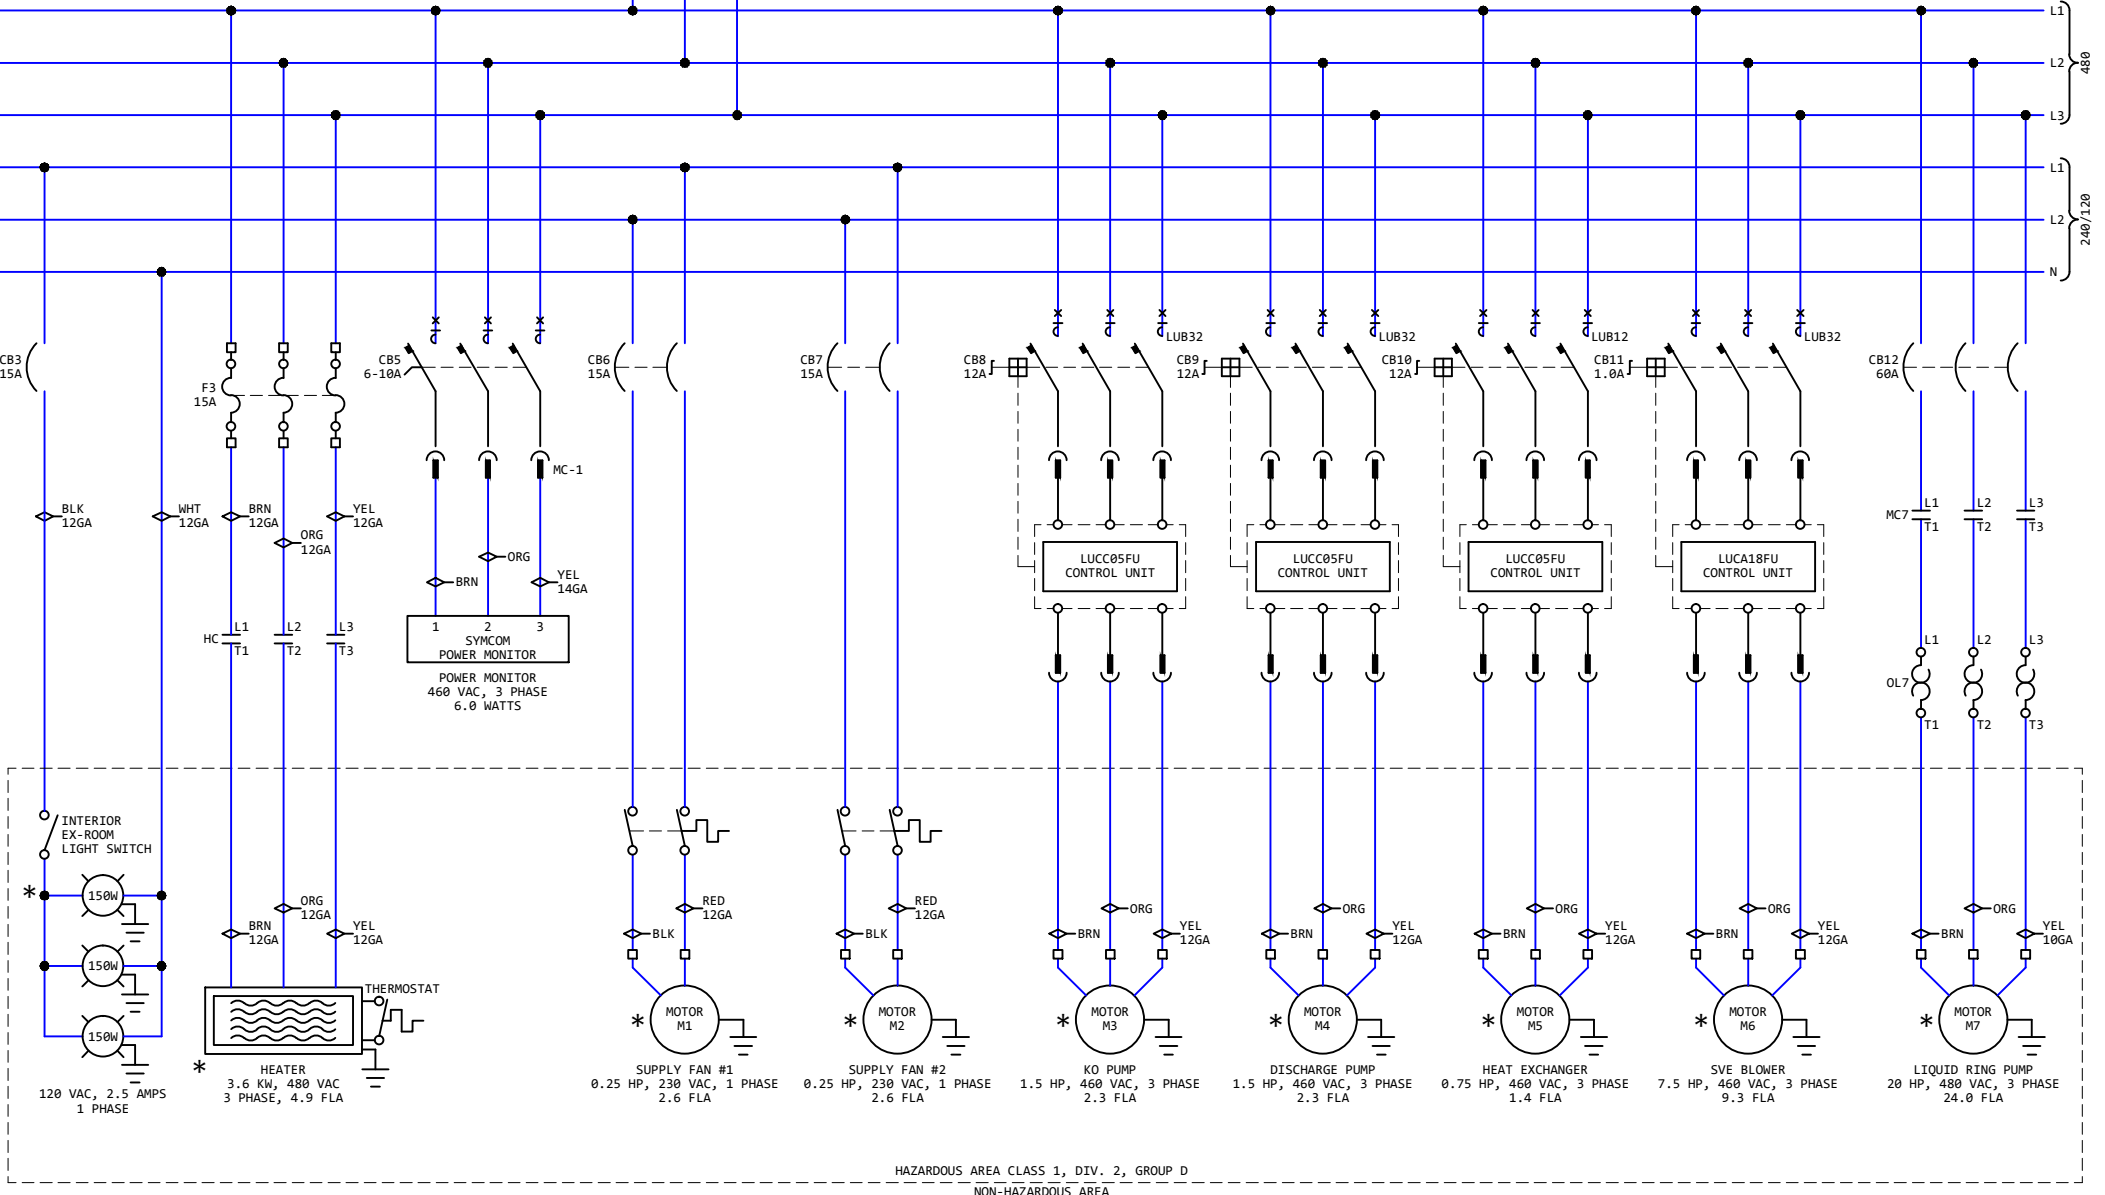 L1
L2
L3
480
L1
L2
N
240/120
CB3
15A
F3
15A
CB5
6-10A
MC-1
CB6
15A
CB7
15A
CB8
12A
LUB32
CB9
12A
LUB32
CB10
12A
LUB12
CB11
1.0A
LUB32
CB12
60A
BLK
12GA
WHT
12GA
BRN
12GA
ORG
12GA
YEL
12GA
BRN
ORG
YEL
14GA
HC
L1
T1
L2
T2
L3
T3
1 2 3
SYMCOM
POWER MONITOR
POWER MONITOR
460 VAC, 3 PHASE
6.0 WATTS
LUCC05FU
CONTROL UNIT
LUCC05FU
CONTROL UNIT
LUCC05FU
CONTROL UNIT
LUCA18FU
CONTROL UNIT
MC7
L1
T1
L2
T2
L3
T3
OL7
L1
T1
L2
T2
L3
T3
INTERIOR
EX-ROOM
LIGHT SWITCH
*
150W
150W
150W
120 VAC, 2.5 AMPS
1 PHASE
BRN
12GA
ORG
12GA
YEL
12GA
THERMOSTAT
*
HEATER
3.6 KW, 480 VAC
3 PHASE, 4.9 FLA
BLK
RED
12GA
*
MOTOR
M1
SUPPLY FAN #1
0.25 HP, 230 VAC, 1 PHASE
2.6 FLA
BLK
RED
12GA
*
MOTOR
M2
SUPPLY FAN #2
0.25 HP, 230 VAC, 1 PHASE
2.6 FLA
BRN
ORG
YEL
12GA
*
MOTOR
M3
KO PUMP
1.5 HP, 460 VAC, 3 PHASE
2.3 FLA
BRN
ORG
YEL
12GA
*
MOTOR
M4
DISCHARGE PUMP
1.5 HP, 460 VAC, 3 PHASE
2.3 FLA
BRN
ORG
YEL
12GA
*
MOTOR
M5
HEAT EXCHANGER
0.75 HP, 460 VAC, 3 PHASE
1.4 FLA
BRN
ORG
YEL
12GA
*
MOTOR
M6
SVE BLOWER
7.5 HP, 460 VAC, 3 PHASE
9.3 FLA
BRN
ORG
YEL
10GA
*
MOTOR
M7
LIQUID RING PUMP
20 HP, 480 VAC, 3 PHASE
24.0 FLA
HAZARDOUS AREA CLASS 1, DIV. 2, GROUP D
NON-HAZARDOUS AREA